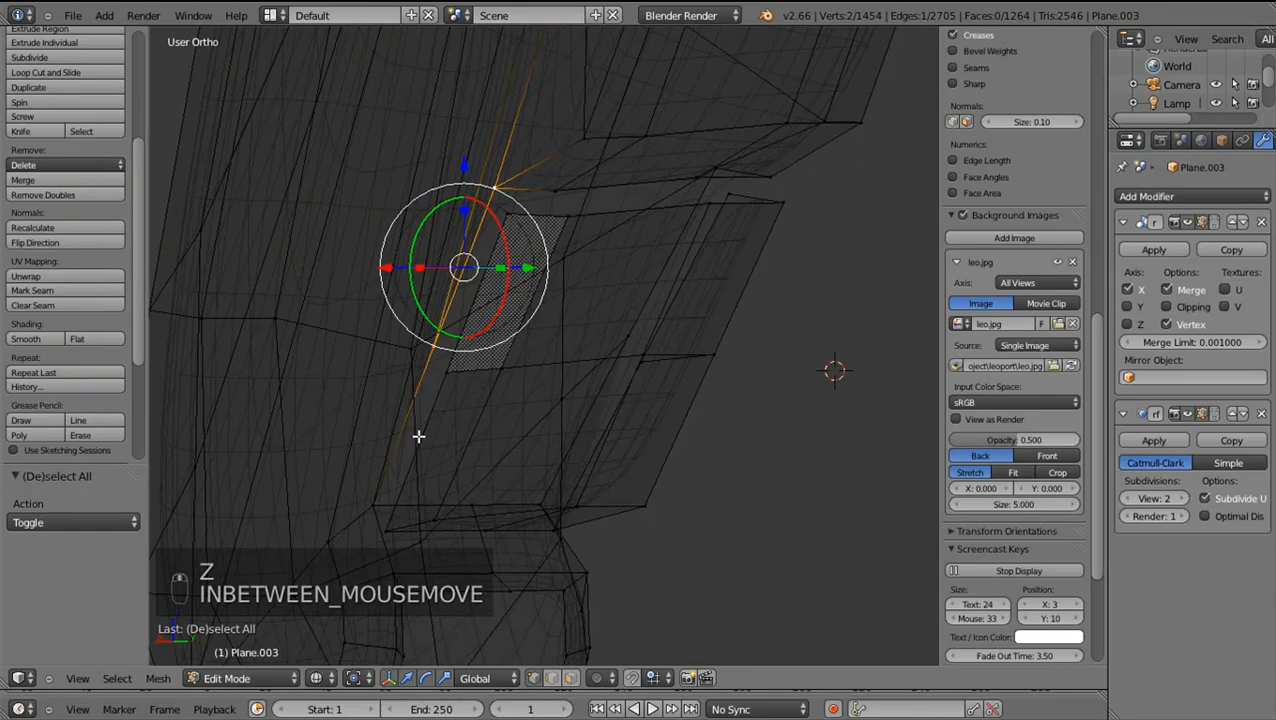 File Add Render Window Help Default Scene Blender Render v2.66 | Verts:2/1454 | Edges:1/2705 | Faces:0/1264 | Tris:2546 | Plane.003
Extrude Region
Extrude Individual
Subdivide
Loop Cut and Slide
Duplicate
Spin
Screw
Knife Select
Remove:
Delete
Merge
Remove Doubles
Normals:
Recalculate
Flip Direction
UV Mapping:
Unwrap
Mark Seam
Clear Seam
Shading:
Smooth Flat
Repeat:
Repeat Last
History...
Grease Pencil:
Draw Line
Poly Erase
Use Sketching Sessions
(De)select All
Action
Toggle
User Ortho
Z
INBETWEEN_MOUSEMOVE
Last: (De)select All
(1) Plane.003
Creases
Bevel Weights
Seams
Sharp
Normals:
Size: 0.10
Numerics:
Edge Length
Face Angles
Face Area
Background Images
Add Image
leo.jpg
Axis: All Views
Image Movie Clip
leo.jpg F
Source: Single Image
oject\leoport\leo.jpg
Input Color Space:
sRGB
View as Render
Opacity: 0.500
Back Front
Stretch Fit Crop
X: 0.000 Y: 0.000
Size: 5.000
Transform Orientations
Screencast Keys
Stop Display
Size: Position:
Text: 24 X: 3
Mouse: 33 Y: 10
Text / Icon Color:
Fade Out Time: 3.50
View Search All
World
Camera
Lamp
Plane.003
Add Modifier
Apply Copy
Axis: Options: Textures:
X Merge U
Y Clipping V
Z Vertex
Merge Limit: 0.001000
Mirror Object:
Apply Copy
Catmull-Clark Simple
Subdivisions: Options:
View: 2 Subdivide U
Render: 1 Optimal Dis
View Select Mesh Edit Mode Global
View Marker Frame Playback Start: 1 End: 250 1 No Sync